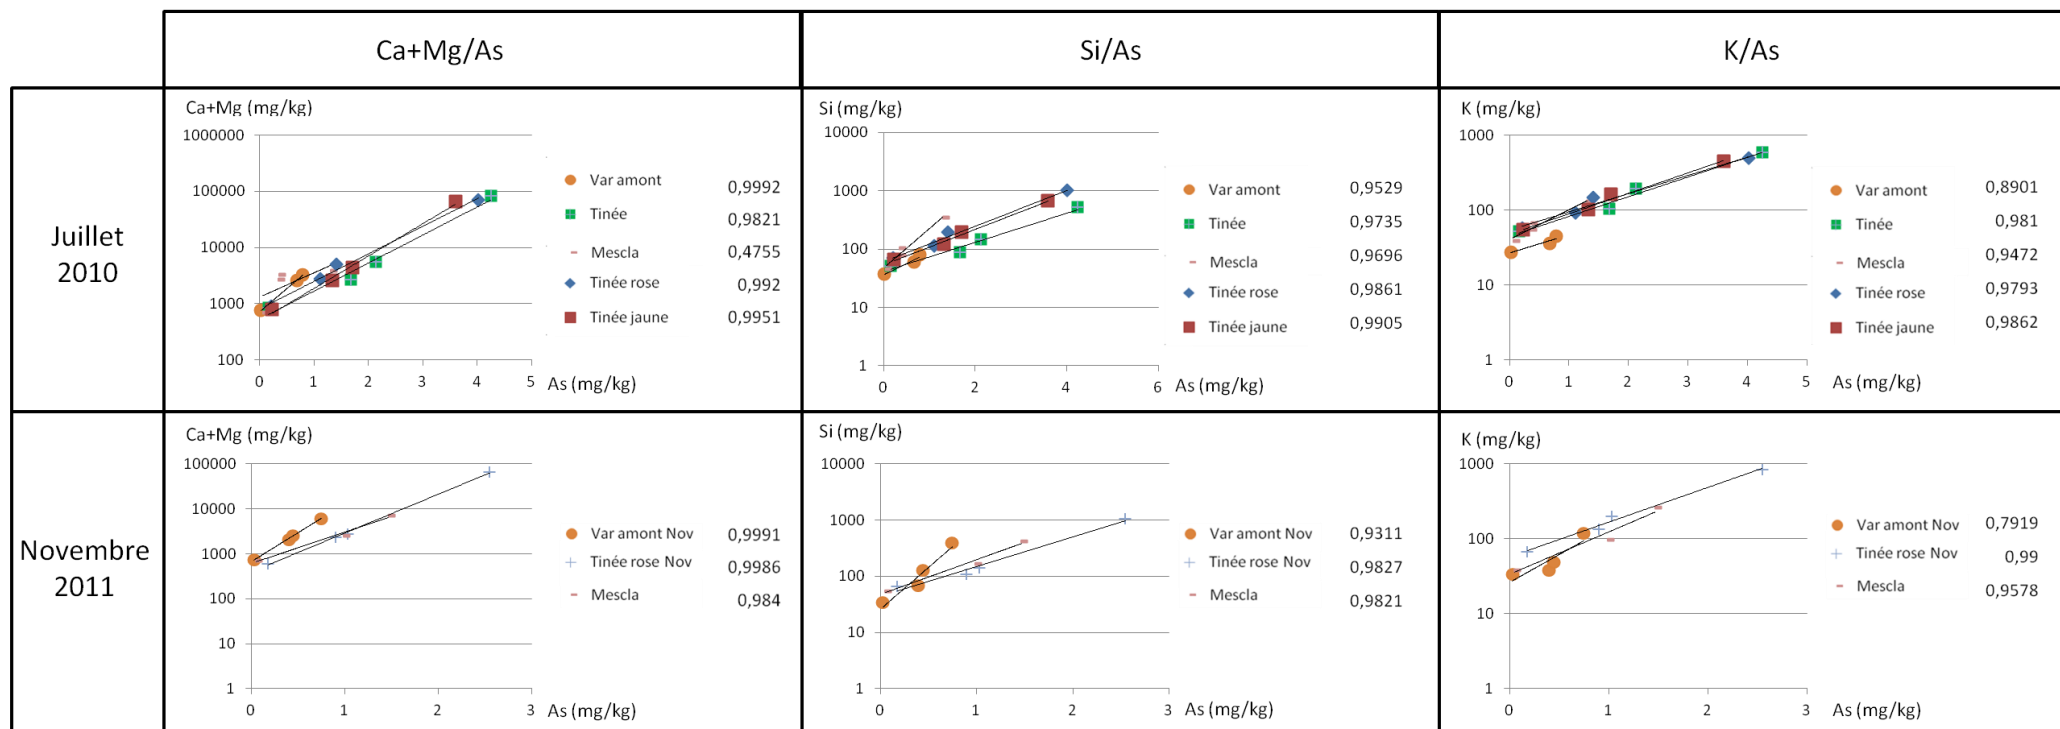 Ca+Mg/As
Si/As
K/As
Juillet
2010
Ca+Mg (mg/kg)
1000000
100000
10000
1000
100
0 1 2 3 4 5
As (mg/kg)
Var amont 0,9992
Tinée 0,9821
Mescla 0,4755
Tinée rose 0,992
Tinée jaune 0,9951
Si (mg/kg)
10000
1000
100
10
1
0 2 4 6
As (mg/kg)
Var amont 0,9529
Tinée 0,9735
Mescla 0,9696
Tinée rose 0,9861
Tinée jaune 0,9905
K (mg/kg)
1000
100
10
1
0 1 2 3 4 5
As (mg/kg)
Var amont 0,8901
Tinée 0,981
Mescla 0,9472
Tinée rose 0,9793
Tinée jaune 0,9862
Novembre
2011
Ca+Mg (mg/kg)
100000
10000
1000
100
10
1
0 1 2 3
As (mg/kg)
Var amont Nov 0,9991
Tinée rose Nov 0,9986
Mescla 0,984
Si (mg/kg)
10000
1000
100
10
1
0 1 2 3
As (mg/kg)
Var amont Nov 0,9311
Tinée rose Nov 0,9827
Mescla 0,9821
K (mg/kg)
1000
100
10
1
0 1 2 3
As (mg/kg)
Var amont Nov 0,7919
Tinée rose Nov 0,99
Mescla 0,9578